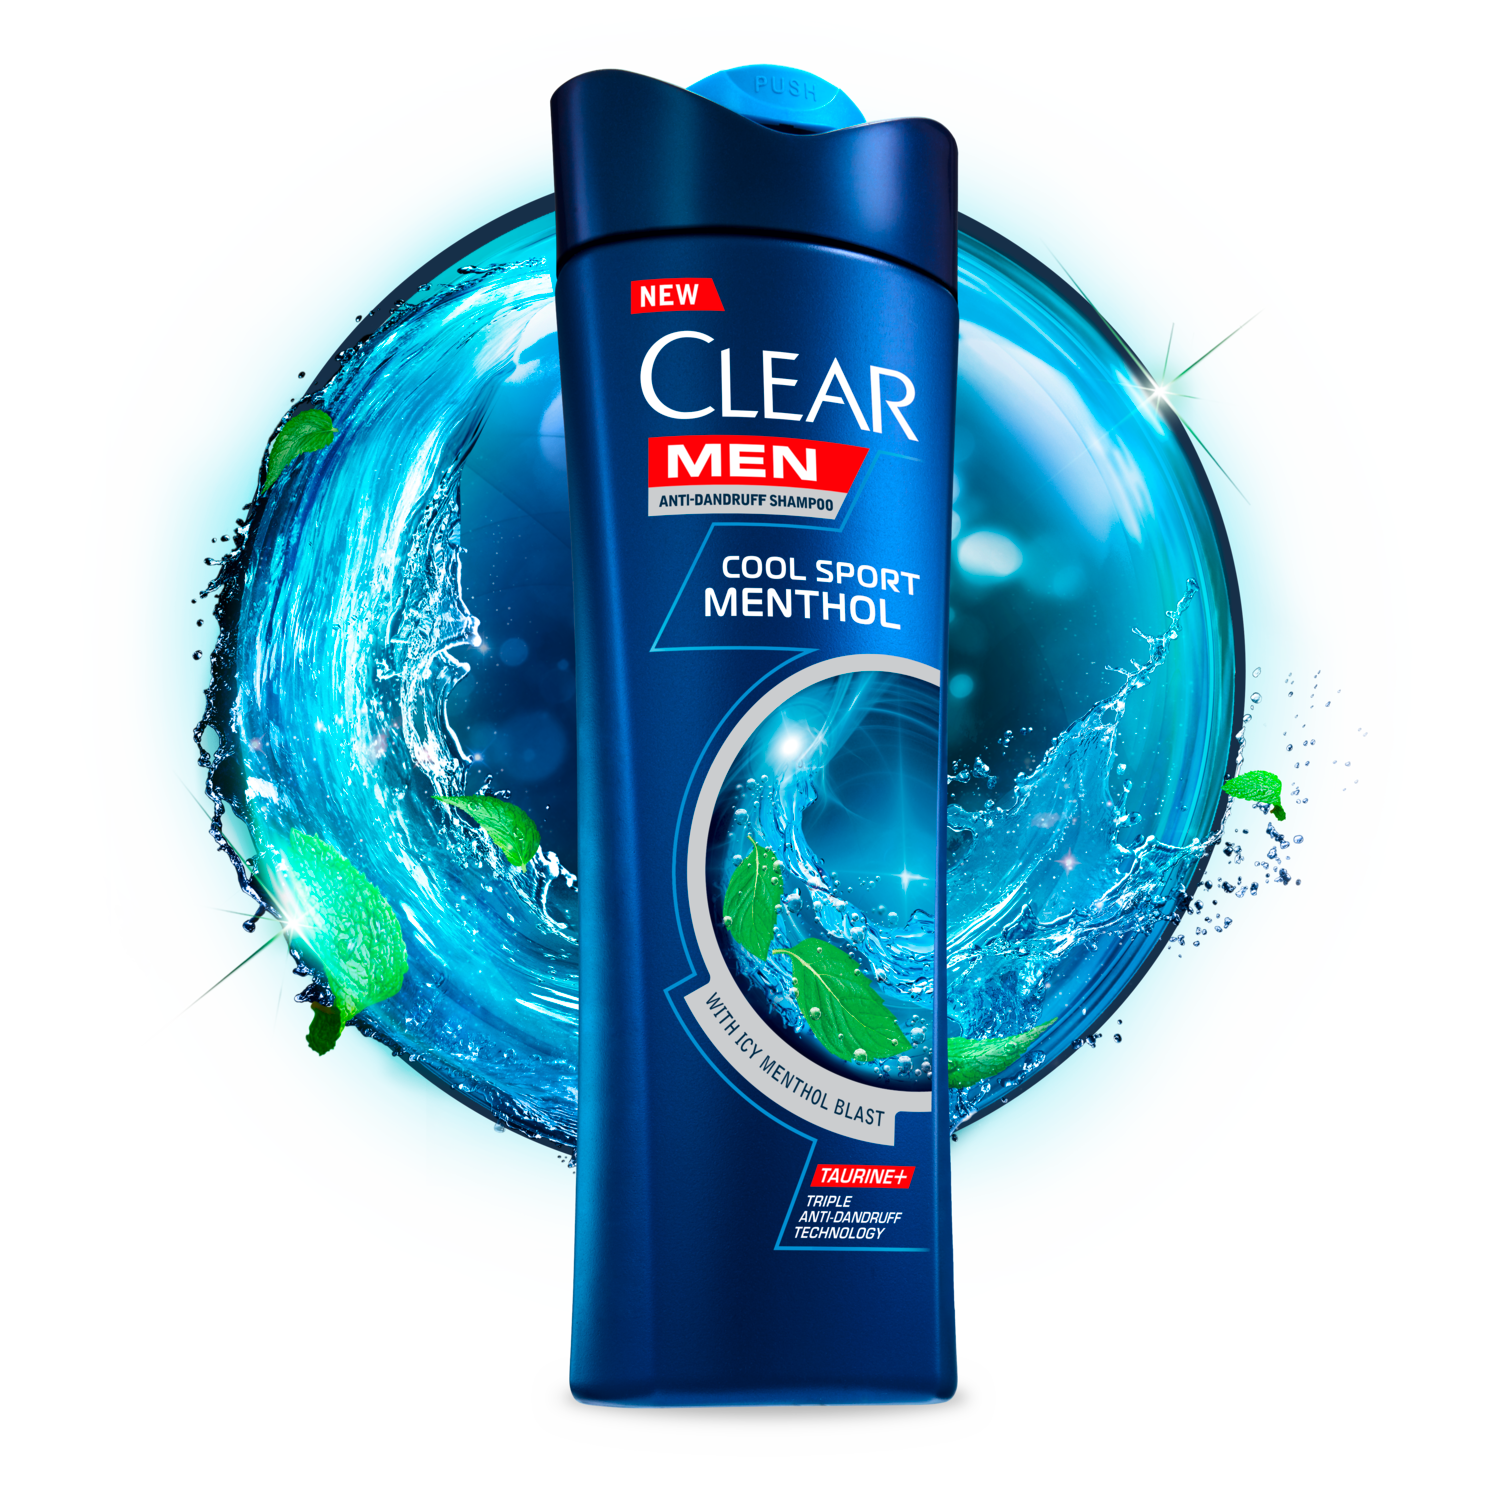 PUSH
NEW
CLEAR
MEN
ANTI-DANDRUFF SHAMPOO
COOL SPORT
MENTHOL
WITH ICY MENTHOL BLAST
TAURINE+
TRIPLE
ANTI-DANDRUFF
TECHNOLOGY